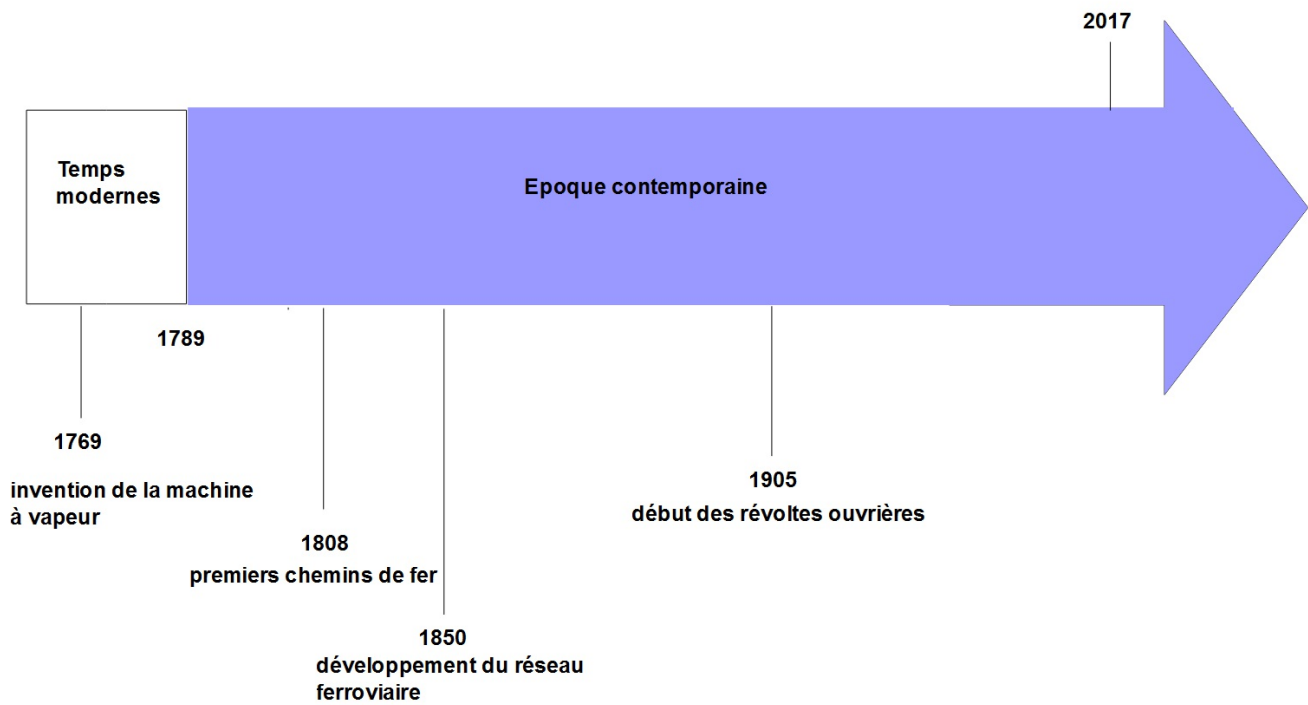 2017
Temps
modernes
Epoque contemporaine
1789
1769
invention de la machine
à vapeur
1808
premiers chemins de fer
1850
développement du réseau
ferroviaire
1905
début des révoltes ouvrières